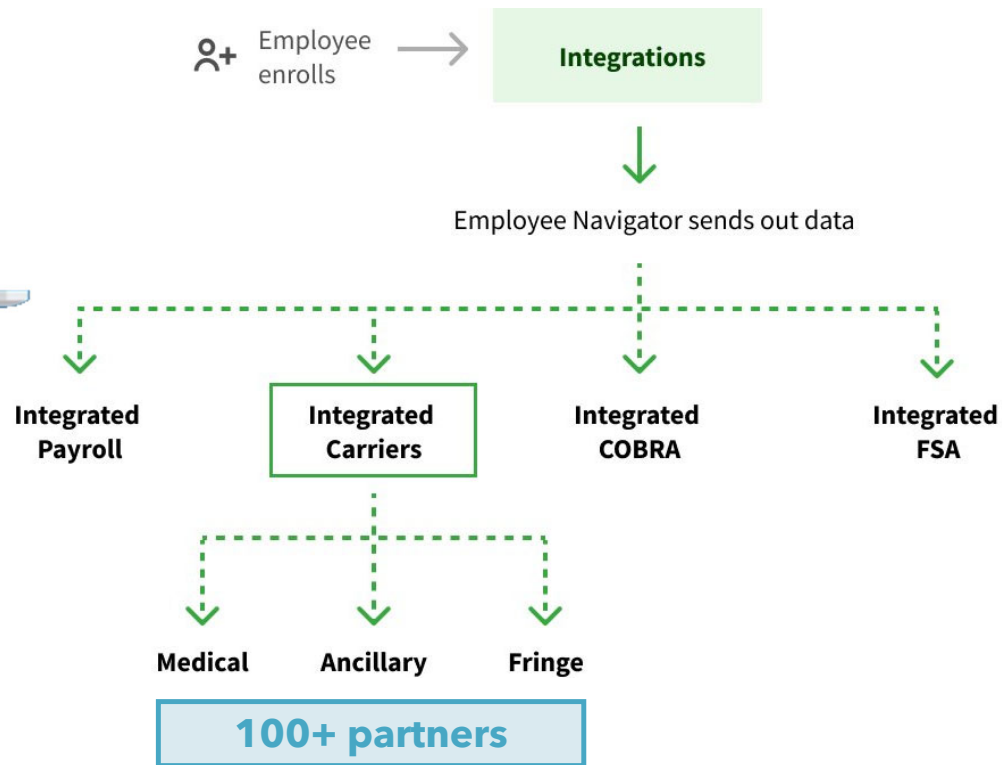 Employee
enrolls
Integrations
Employee Navigator sends out data
Integrated
Payroll
Integrated
Carriers
Integrated
COBRA
Integrated
FSA
Medical
Ancillary
Fringe
100+ partners